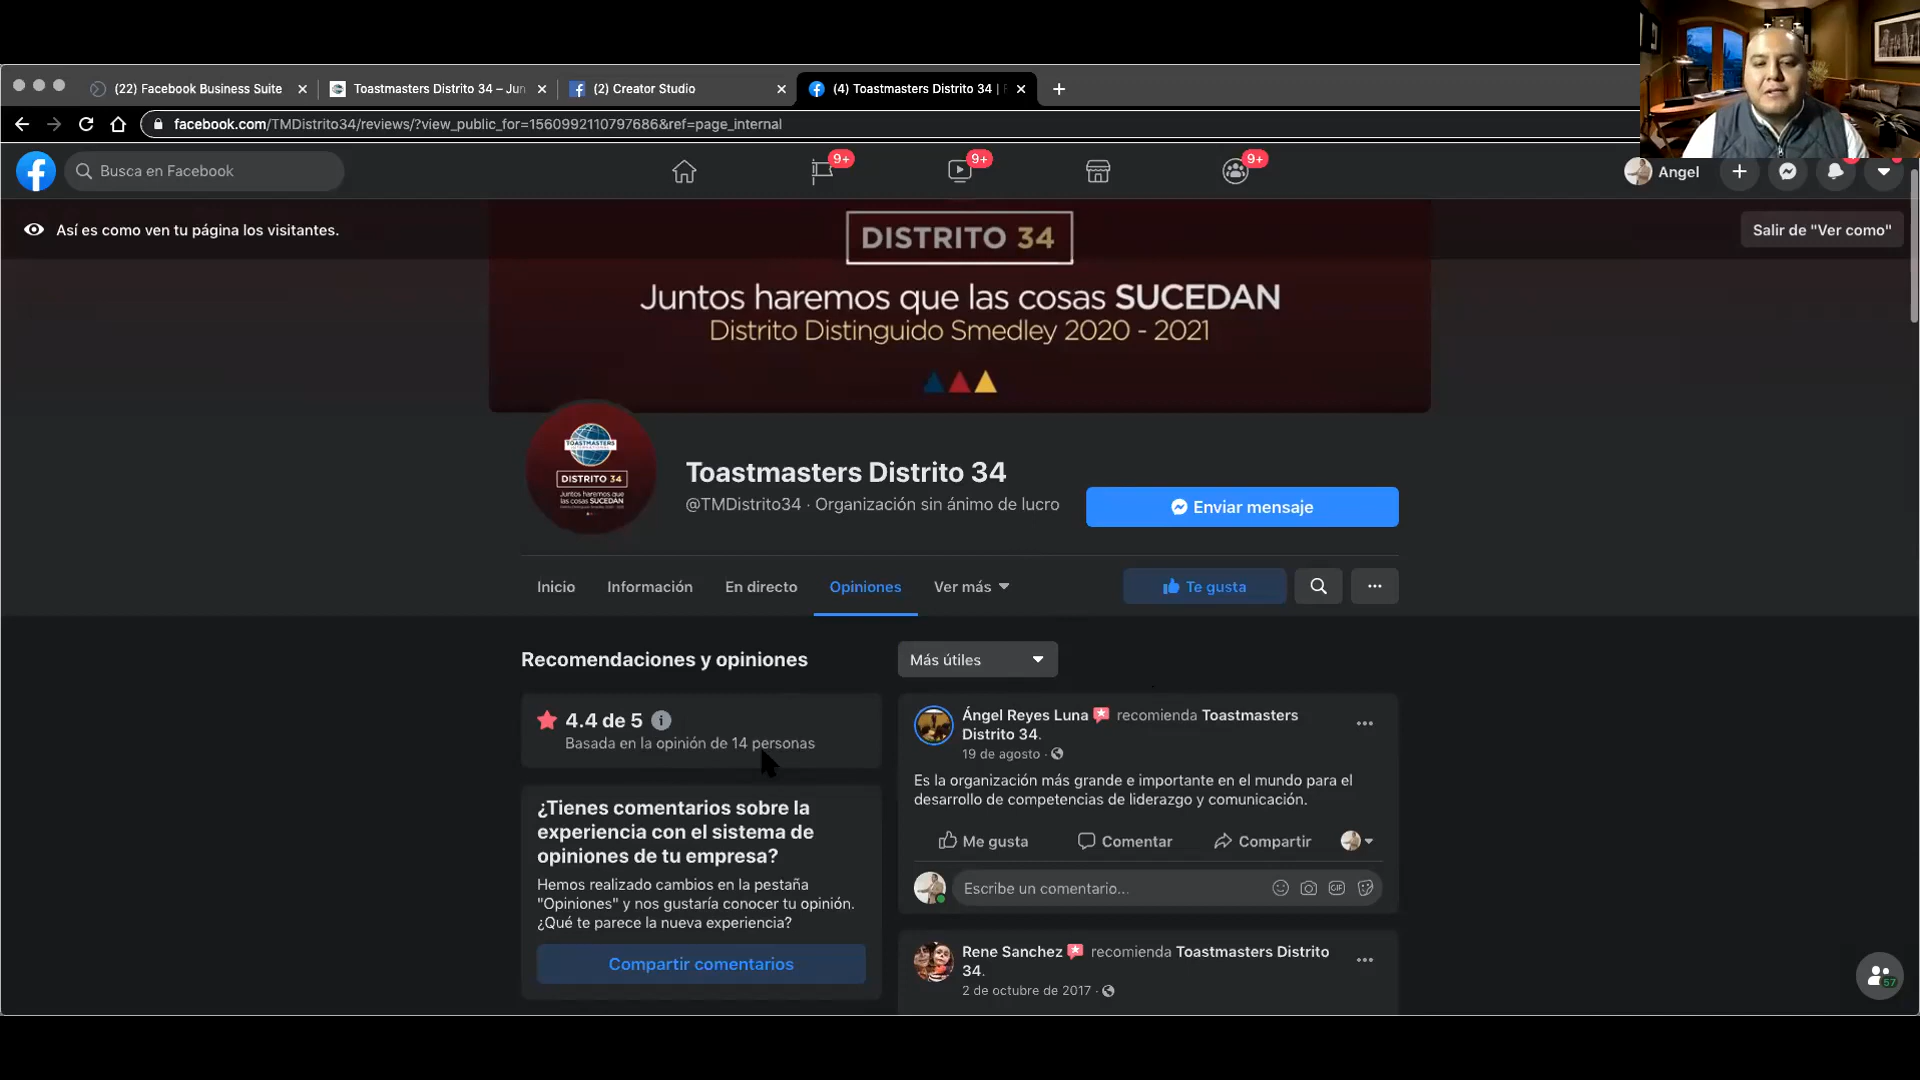 (22) Facebook Business Suite
Toastmasters Distrito 34 – Jun
(2) Creator Studio
(4) Toastmasters Distrito 34 |
facebook.com/TMDistrito34/reviews/?view_public_for=1560992110797686&ref=page_internal
Busca en Facebook
9+
9+
9+
Angel
Así es como ven tu página los visitantes.
Salir de "Ver como"
DISTRITO 34
Juntos haremos que las cosas SUCEDAN
Distrito Distinguido Smedley 2020 - 2021
TOASTMASTERS
DISTRITO 34
Juntos haremos que
las cosas SUCEDAN
Toastmasters Distrito 34
@TMDistrito34 · Organización sin ánimo de lucro
Enviar mensaje
Inicio
Información
En directo
Opiniones
Ver más
Te gusta
Recomendaciones y opiniones
Más útiles
4.4 de 5
Basada en la opinión de 14 personas
¿Tienes comentarios sobre la
experiencia con el sistema de
opiniones de tu empresa?
Hemos realizado cambios en la pestaña
"Opiniones" y nos gustaría conocer tu opinión.
¿Qué te parece la nueva experiencia?
Compartir comentarios
Ángel Reyes Luna recomienda Toastmasters
Distrito 34.
19 de agosto ·
Es la organización más grande e importante en el mundo para el
desarrollo de competencias de liderazgo y comunicación.
Me gusta
Comentar
Compartir
Escribe un comentario...
GIF
Rene Sanchez recomienda Toastmasters Distrito
34.
2 de octubre de 2017 ·
57